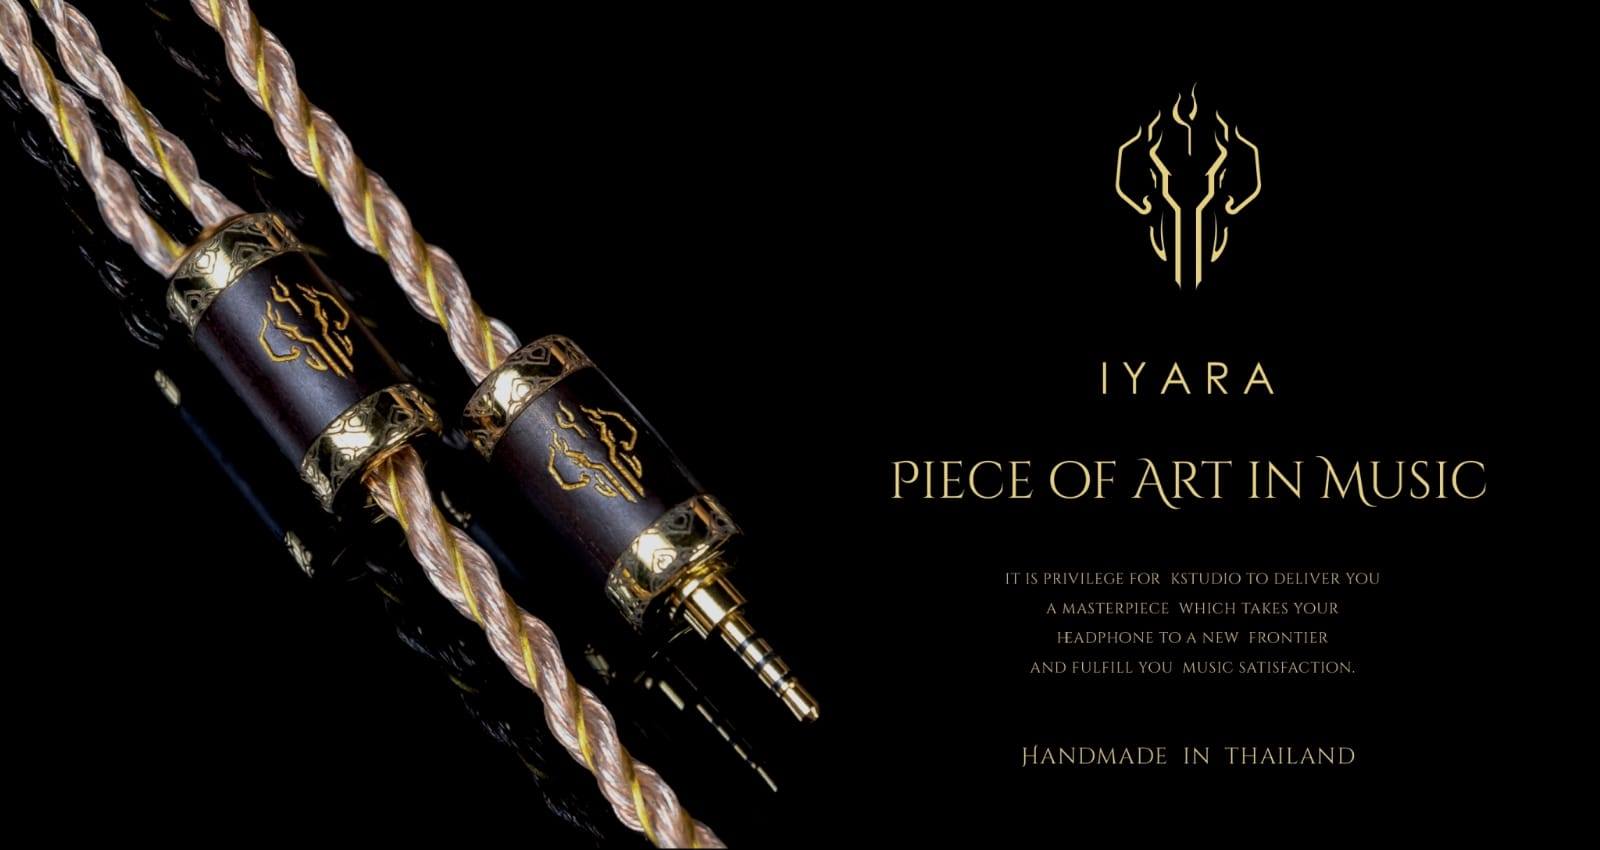 IYARA
PIECE OF ART IN MUSIC
IT IS PRIVILEGE FOR KSTUDIO TO DELIVER YOU
A MASTERPIECE WHICH TAKES YOUR
HEADPHONE TO A NEW FRONTIER
AND FULFILL YOU MUSIC SATISFACTION.
HANDMADE IN THAILAND